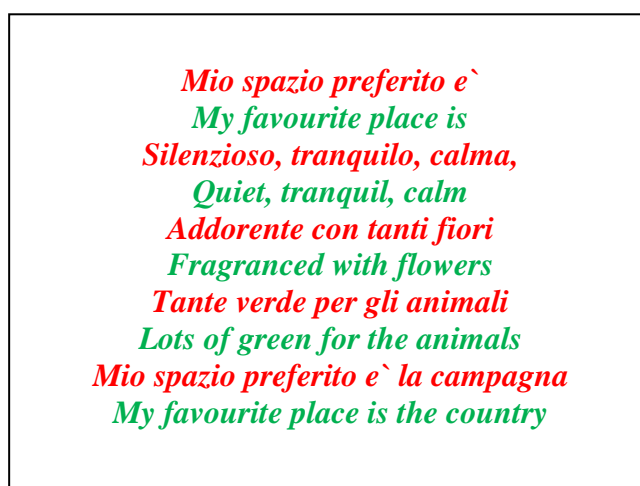 Mio spazio preferito e`
My favourite place is
Silenzioso, tranquilo, calma,
Quiet, tranquil, calm
Addorente con tanti fiori
Fragranced with flowers
Tante verde per gli animali
Lots of green for the animals
Mio spazio preferito e` la campagna
My favourite place is the country